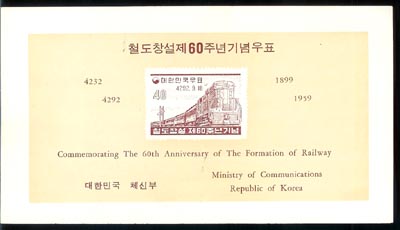 철도창설제60주년기념우표
4232
4292
1899
1959
대한민국우표
4292.9.18
40
철도창설 제60주년기념
Commemorating The 60th Anniversary of The Formation of Railway
대한민국 체신부
Ministry of Communications
Republic of Korea